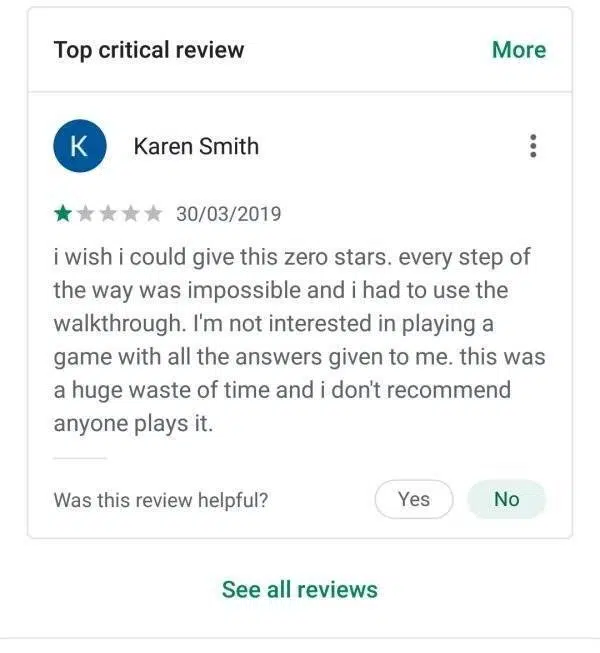 Top critical review More
K Karen Smith
30/03/2019
i wish i could give this zero stars. every step of
the way was impossible and i had to use the
walkthrough. I'm not interested in playing a
game with all the answers given to me. this was
a huge waste of time and i don't recommend
anyone plays it.
Was this review helpful? Yes No
See all reviews